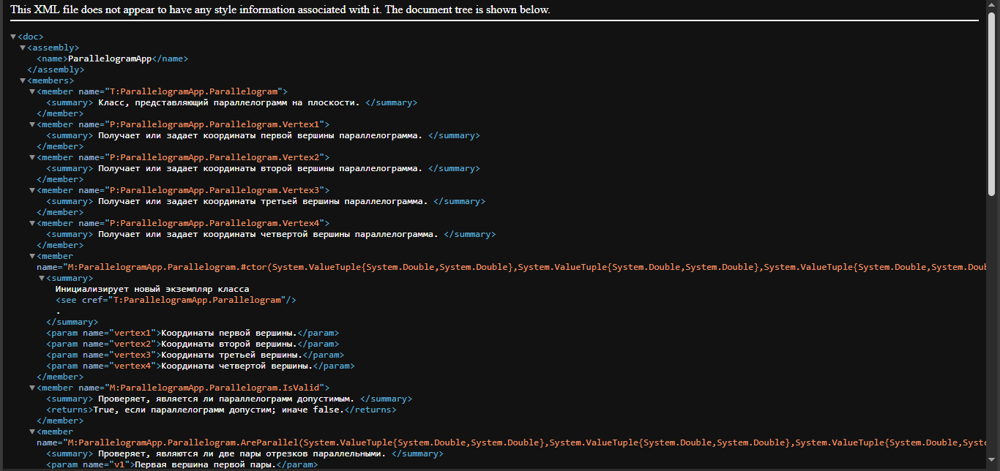 This XML file does not appear to have any style information associated with it. The document tree is shown below.
▼<doc>
▼<assembly>
<name>ParallelogramApp</name>
</assembly>
▼<members>
▼<member name="T:ParallelogramApp.Parallelogram">
<summary> Класс, представляющий параллелограмм на плоскости. </summary>
</member>
▼<member name="P:ParallelogramApp.Parallelogram.Vertex1">
<summary> Получает или задает координаты первой вершины параллелограмма. </summary>
</member>
▼<member name="P:ParallelogramApp.Parallelogram.Vertex2">
<summary> Получает или задает координаты второй вершины параллелограмма. </summary>
</member>
▼<member name="P:ParallelogramApp.Parallelogram.Vertex3">
<summary> Получает или задает координаты третьей вершины параллелограмма. </summary>
</member>
▼<member name="P:ParallelogramApp.Parallelogram.Vertex4">
<summary> Получает или задает координаты четвертой вершины параллелограмма. </summary>
</member>
▼<member
name="M:ParallelogramApp.Parallelogram.#ctor(System.ValueTuple{System.Double,System.Double},System.ValueTuple{System.Double,System.Double},System.ValueTuple{System.Double,System.Doub
▼<summary>
Инициализирует новый экземпляр класса
<see cref="T:ParallelogramApp.Parallelogram"/>
.
</summary>
<param name="vertex1">Координаты первой вершины.</param>
<param name="vertex2">Координаты второй вершины.</param>
<param name="vertex3">Координаты третьей вершины.</param>
<param name="vertex4">Координаты четвертой вершины.</param>
</member>
▼<member name="M:ParallelogramApp.Parallelogram.IsValid">
<summary> Проверяет, является ли параллелограмм допустимым. </summary>
<returns>True, если параллелограмм допустим; иначе false.</returns>
</member>
▼<member
name="M:ParallelogramApp.Parallelogram.AreParallel(System.ValueTuple{System.Double,System.Double},System.ValueTuple{System.Double,System.Double},System.ValueTuple{System.Double,Syste
<summary> Проверяет, являются ли две пары отрезков параллельными. </summary>
<param name="v1">Первая вершина первой пары.</param>